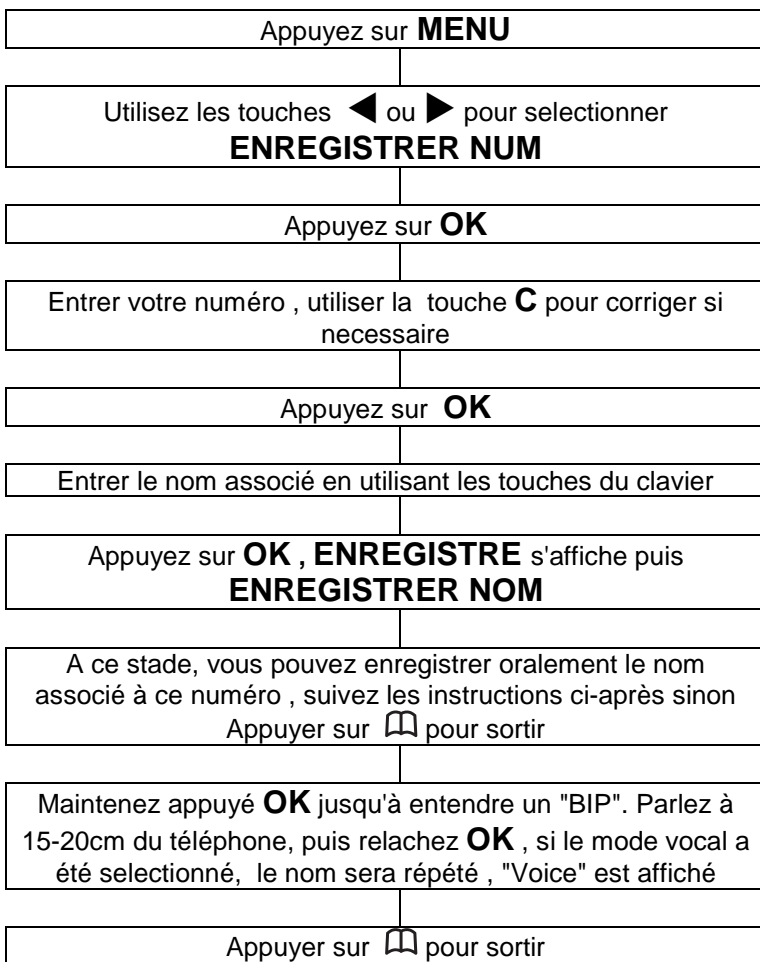 Appuyez sur MENU
Utilisez les touches ◀ ou ▶ pour selectionner
ENREGISTRER NUM
Appuyez sur OK
Entrer votre numéro , utiliser la touche C pour corriger si
necessaire
Appuyez sur OK
Entrer le nom associé en utilisant les touches du clavier
Appuyez sur OK , ENREGISTRE s'affiche puis
ENREGISTRER NOM
A ce stade, vous pouvez enregistrer oralement le nom
associé à ce numéro , suivez les instructions ci-après sinon
Appuyer sur 🕮 pour sortir
Maintenez appuyé OK jusqu'à entendre un "BIP". Parlez à
15-20cm du téléphone, puis relachez OK , si le mode vocal a
été selectionné, le nom sera répété , "Voice" est affiché
Appuyer sur 🕮 pour sortir